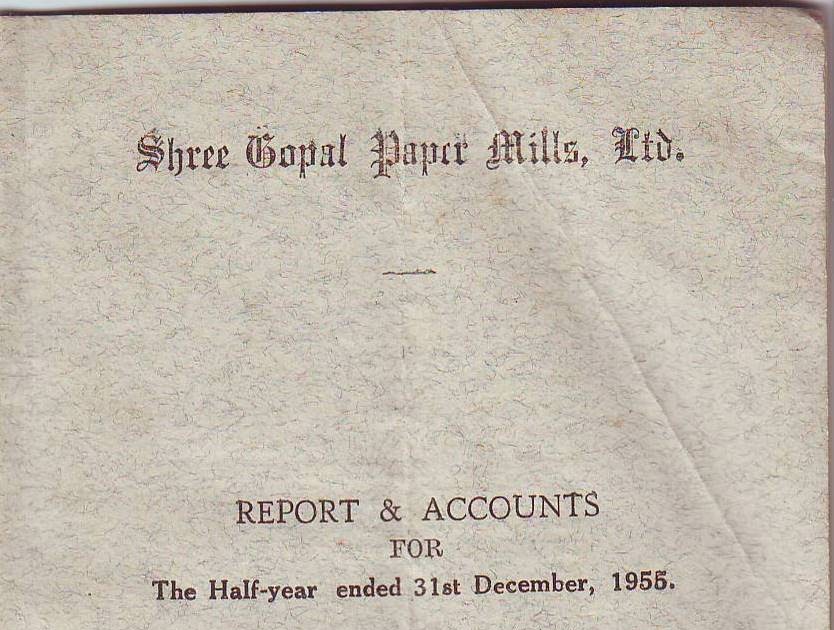 Shree Gopal Paper Mills, Ltd.
REPORT & ACCOUNTS
FOR
The Half-year ended 31st December, 1955.